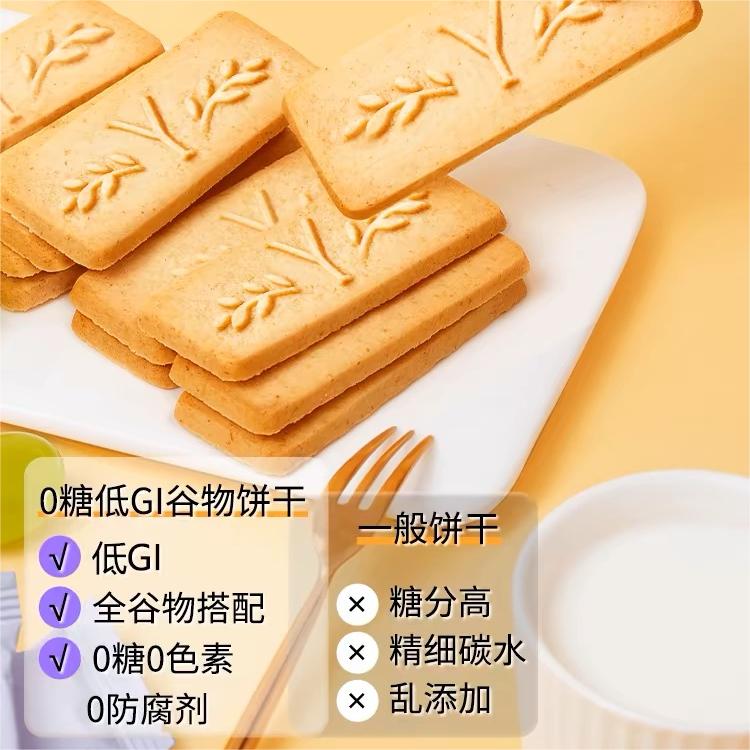 0糖低GI谷物饼干
√ 低GI
√ 全谷物搭配
√ 0糖0色素
0防腐剂
一般饼干
× 糖分高
× 精细碳水
× 乱添加